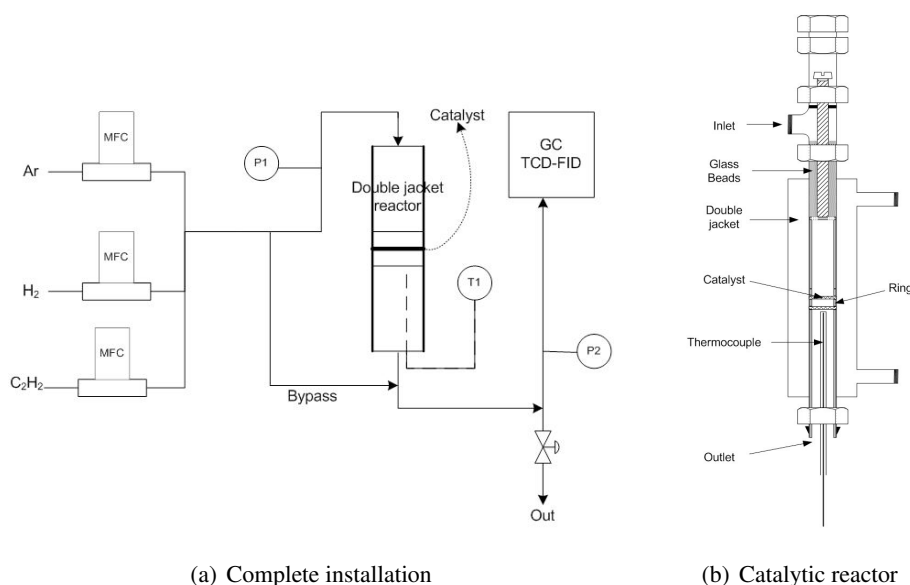 MFC
Ar
MFC
H₂
MFC
C₂H₂
P1
Catalyst
Double jacket
reactor
T1
Bypass
GC
TCD-FID
P2
Out
(a) Complete installation
Inlet
Glass
Beads
Double
jacket
Catalyst
Ring
Thermocouple
Outlet
(b) Catalytic reactor